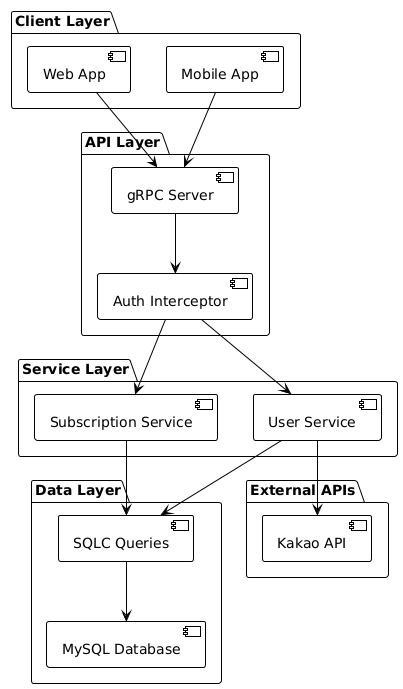 Client Layer
Web App
Mobile App
API Layer
gRPC Server
Auth Interceptor
Service Layer
Subscription Service
User Service
Data Layer
External APIs
SQLC Queries
Kakao API
MySQL Database